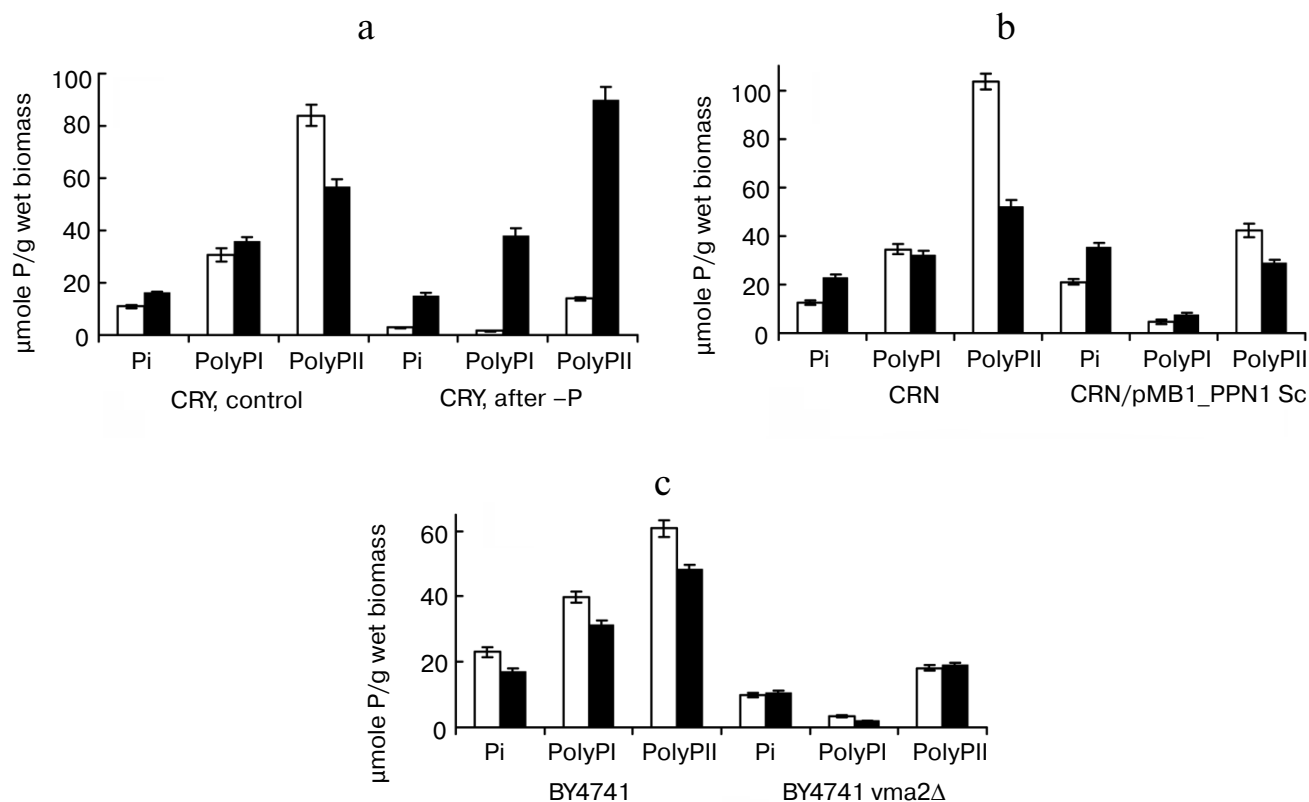 a
µmole P/g wet biomass
100
80
60
40
20
0
Pi PolyPI PolyPII Pi PolyPI PolyPII
CRY, control CRY, after –P
b
µmole P/g wet biomass
100
80
60
40
20
0
Pi PolyPI PolyPII Pi PolyPI PolyPII
CRN CRN/pMB1_PPN1 Sc
c
µmole P/g wet biomass
60
40
20
0
Pi PolyPI PolyPII Pi PolyPI PolyPII
BY4741 BY4741 vma2Δ